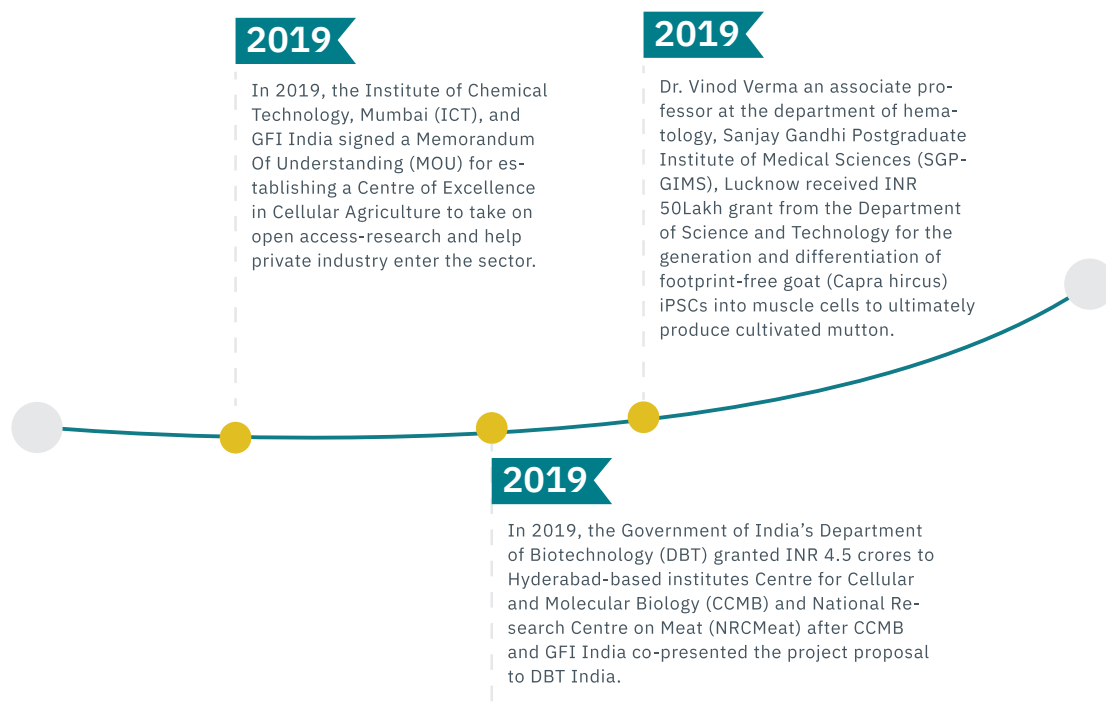 2019
In 2019, the Institute of Chemical
Technology, Mumbai (ICT), and
GFI India signed a Memorandum
Of Understanding (MOU) for es-
tablishing a Centre of Excellence
in Cellular Agriculture to take on
open access-research and help
private industry enter the sector.
2019
In 2019, the Government of India’s Department
of Biotechnology (DBT) granted INR 4.5 crores to
Hyderabad-based institutes Centre for Cellular
and Molecular Biology (CCMB) and National Re-
search Centre on Meat (NRCMeat) after CCMB
and GFI India co-presented the project proposal
to DBT India.
2019
Dr. Vinod Verma an associate pro-
fessor at the department of hema-
tology, Sanjay Gandhi Postgraduate
Institute of Medical Sciences (SGP-
GIMS), Lucknow received INR
50Lakh grant from the Department
of Science and Technology for the
generation and differentiation of
footprint-free goat (Capra hircus)
iPSCs into muscle cells to ultimately
produce cultivated mutton.